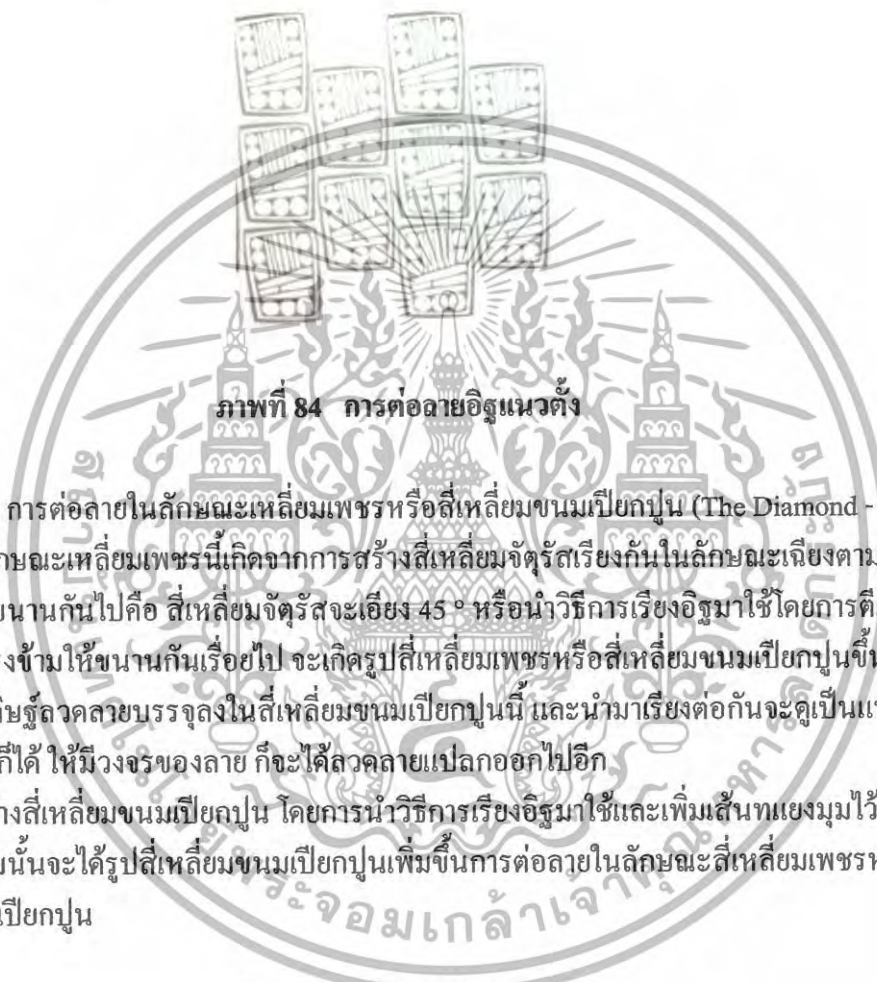 ภาพที่ 84 การต่อลายอิฐแนวตั้ง
การต่อลายในลักษณะเหลี่ยมเพชรหรือสี่เหลี่ยมขนมเปียกปูน (The Diamond -
ักษณะเหลี่ยมเพชรนี้เกิดจากการสร้างสี่เหลี่ยมจัตุรัสเรียงกันในลักษณะเฉียงตาม
ขนานกันไปคือ สี่เหลี่ยมจัตุรัสจะเอียง 45 ° หรือนำวิธีการเรียงอิฐมาใช้โดยการตี
งข้ามให้ขนานกันเรื่อยไป จะเกิดรูปสี่เหลี่ยมเพชรหรือสี่เหลี่ยมขนมเปียกปูนขึ้น
ดิษฐ์ลวดลายบรรจุลงในสี่เหลี่ยมขนมเปียกปูนนี้ และนำมาเรียงต่อกันจะดูเป็นแ
ก็ได้ ให้มีวงจรของลาย ก็จะได้ลวดลายแปลกออกไปอีก
างสี่เหลี่ยมขนมเปียกปูน โดยการนำวิธีการเรียงอิฐมาใช้และเพิ่มเส้นทแยงมุมไว้
นั้นจะได้รูปสี่เหลี่ยมขนมเปียกปูนเพิ่มขึ้นการต่อลายในลักษณะสี่เหลี่ยมเพชรห
เปียกปูน
พระจอมเกล้าเจ้าคุณทหารลาดกระบัง